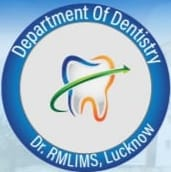 Department Of Dentistry
Dr. RMLIMS, Lucknow